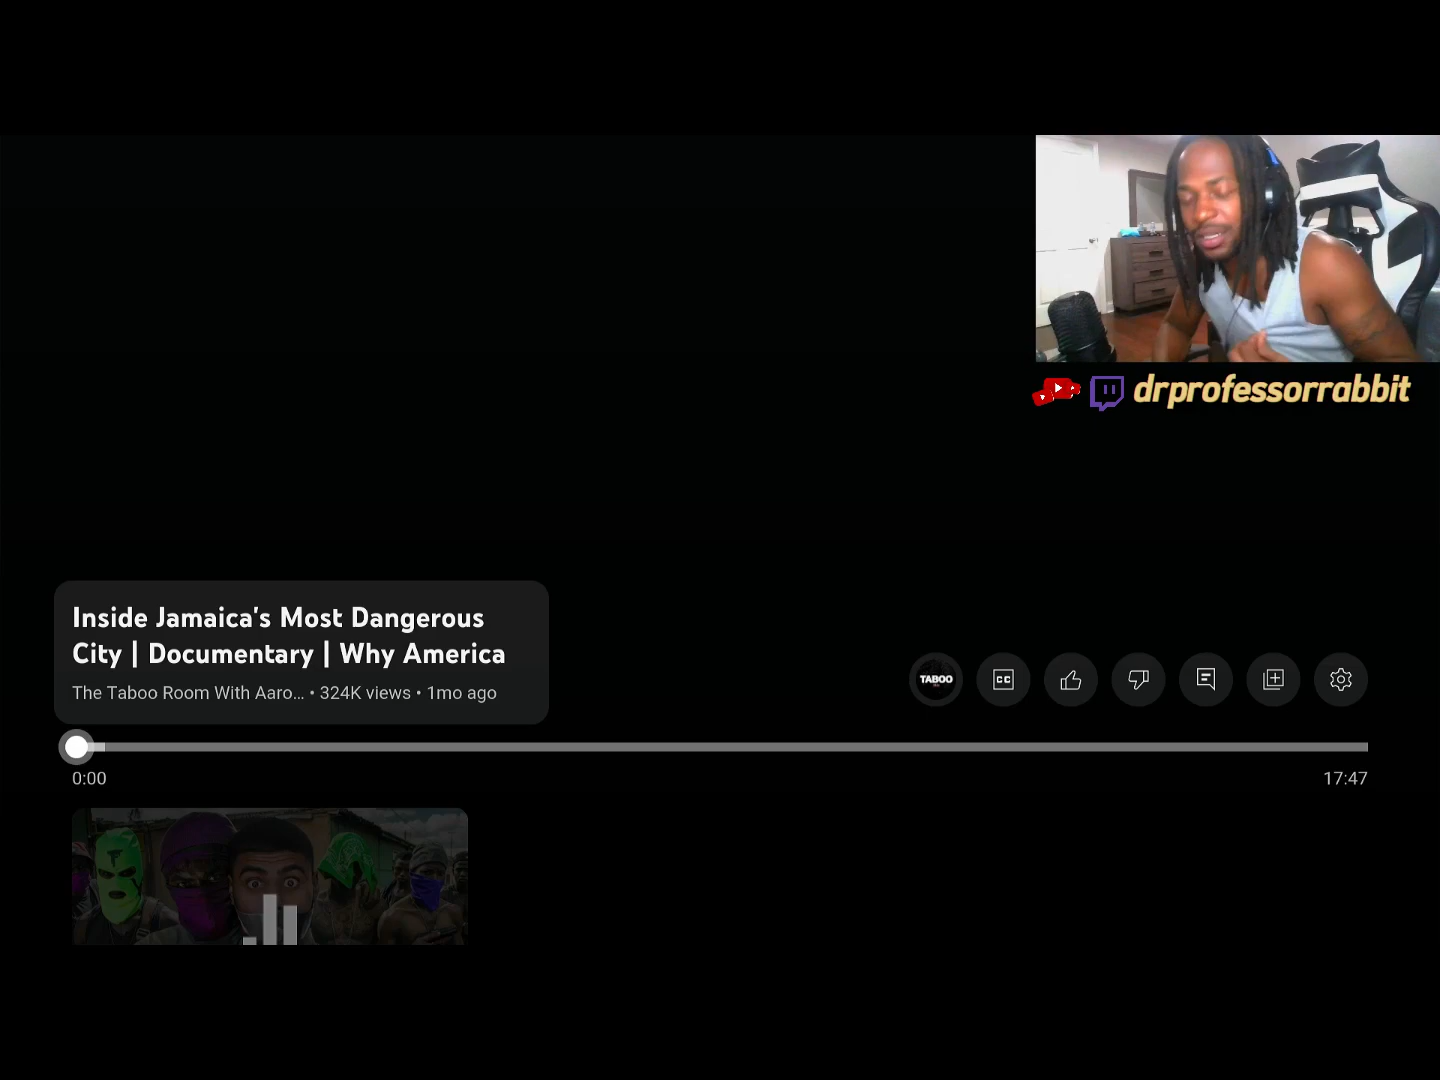 drprofessorrabbit
Inside Jamaica's Most Dangerous
City | Documentary | Why America
The Taboo Room With Aaro... • 324K views • 1mo ago
TABOO
CC
0:00
17:47